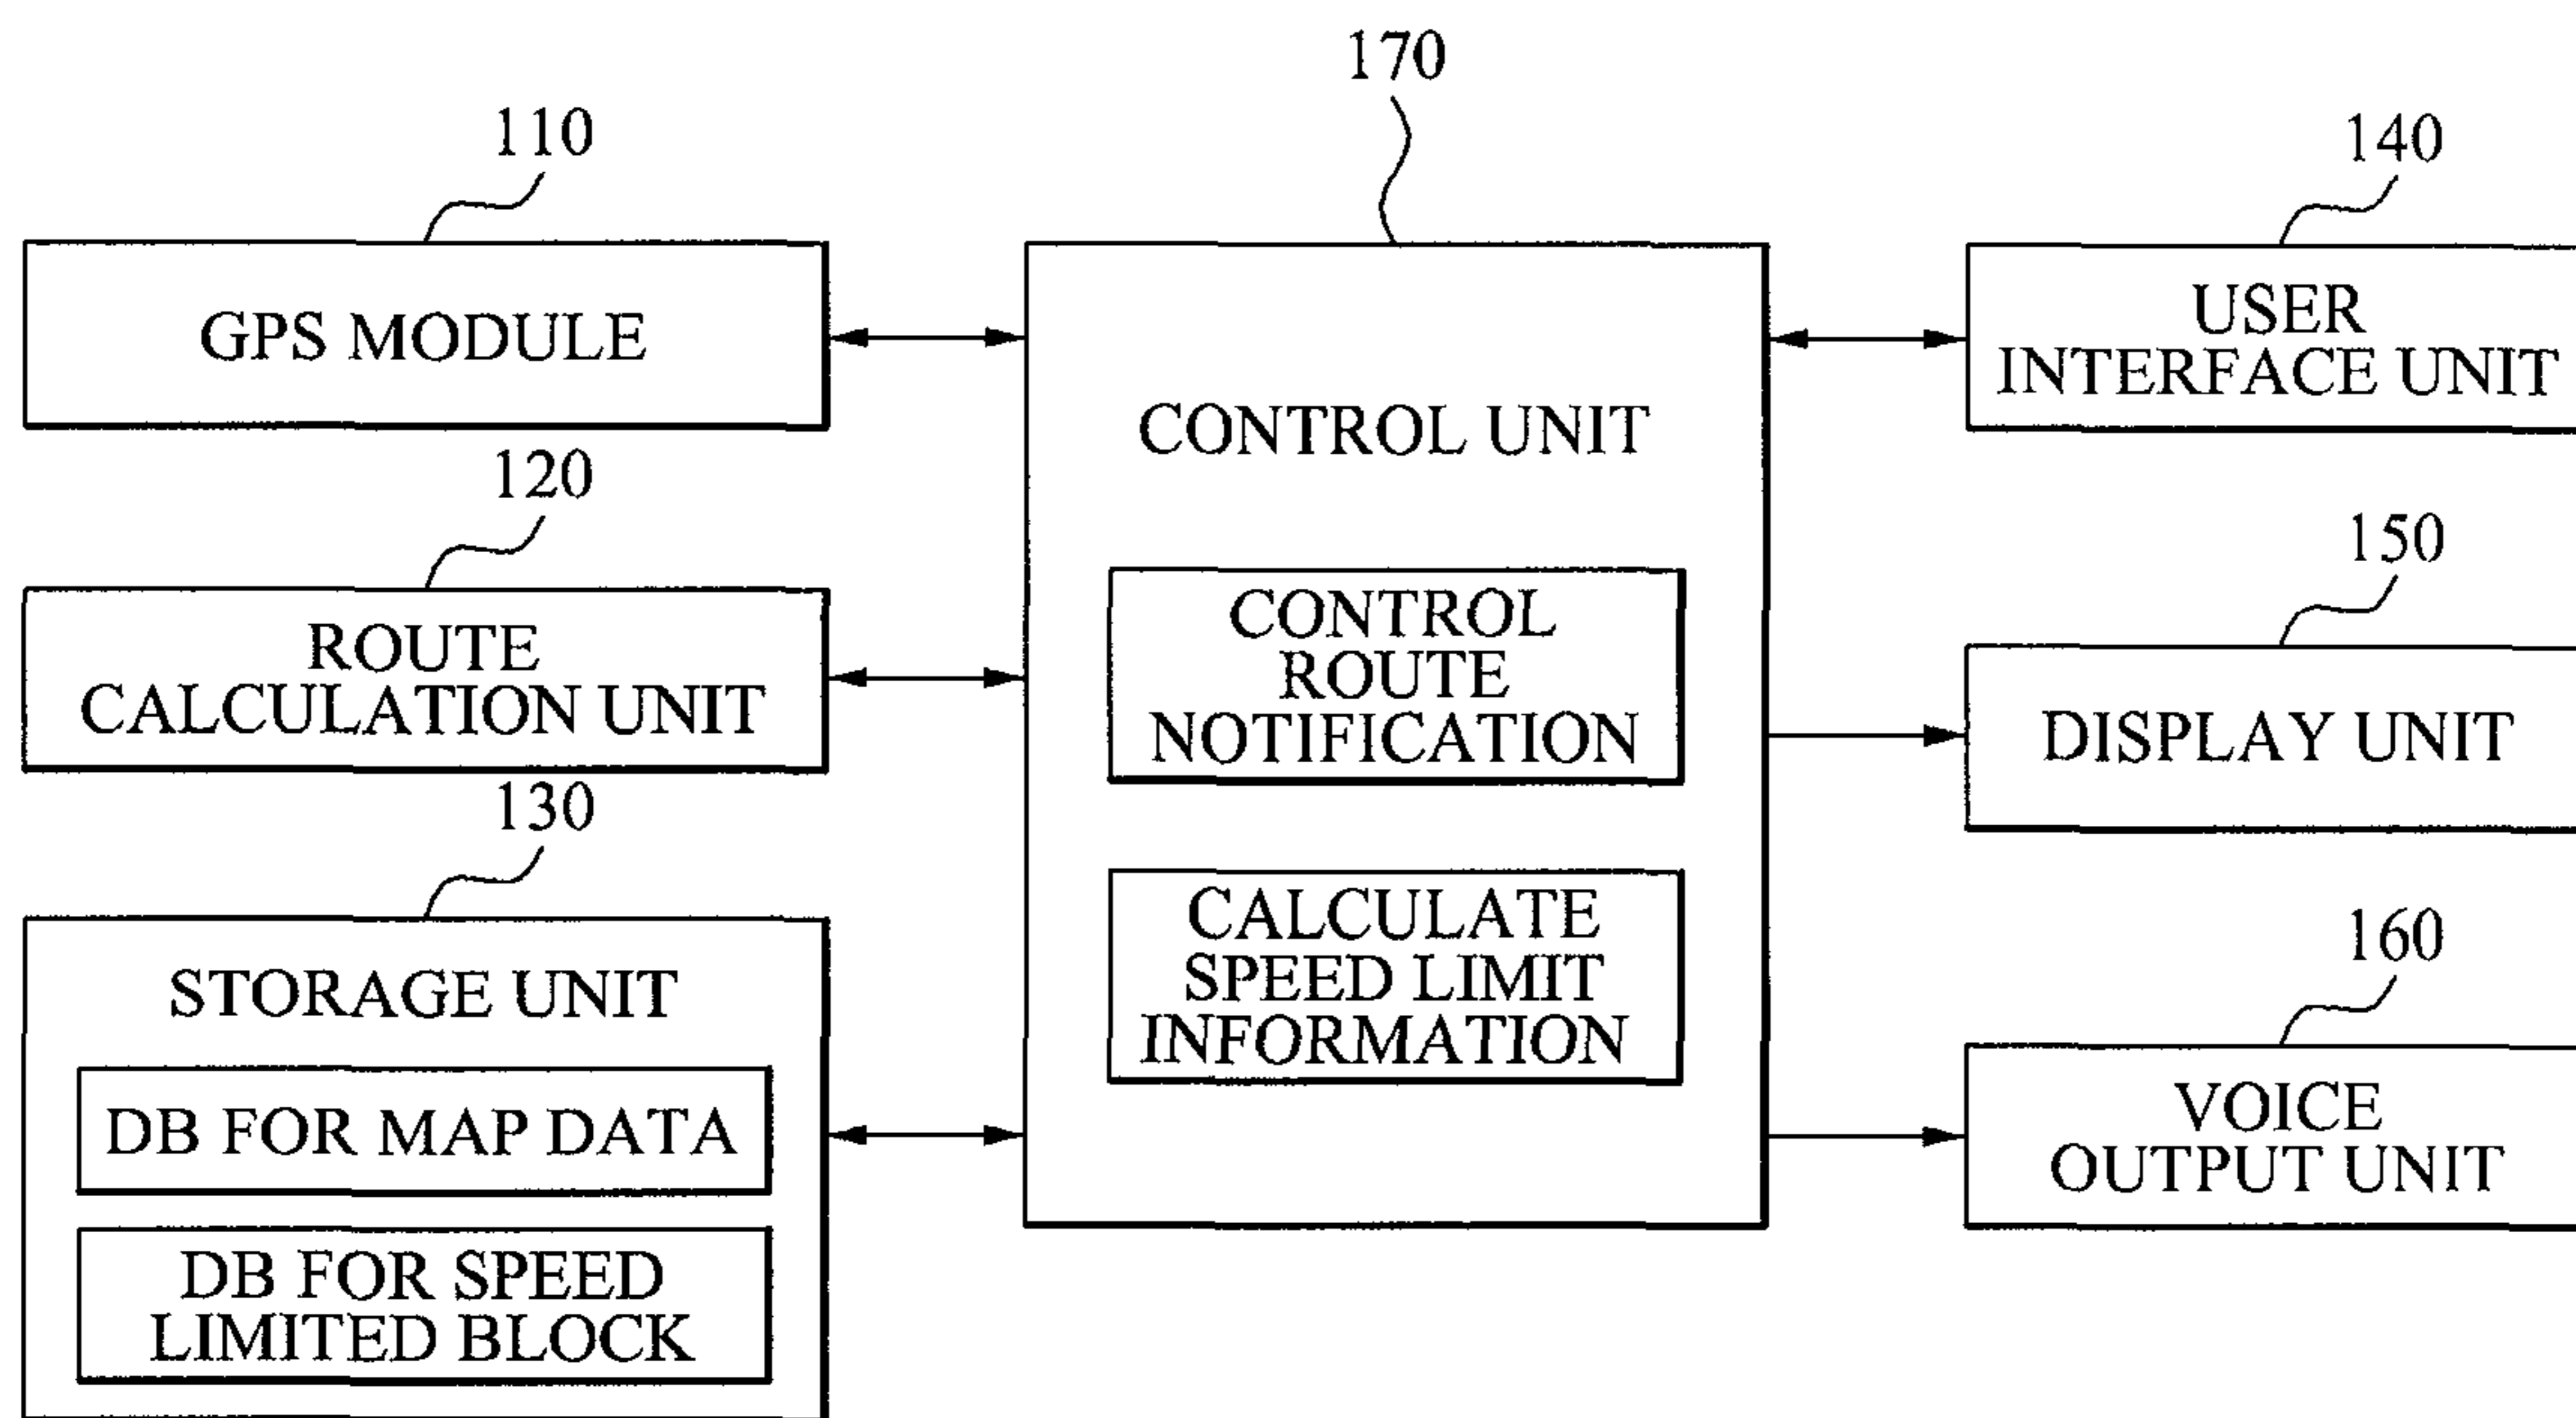 110
GPS MODULE
120
ROUTE
CALCULATION UNIT
130
STORAGE UNIT
DB FOR MAP DATA
DB FOR SPEED
LIMITED BLOCK
170
CONTROL UNIT
CONTROL
ROUTE
NOTIFICATION
CALCULATE
SPEED LIMIT
INFORMATION
140
USER
INTERFACE UNIT
150
DISPLAY UNIT
160
VOICE
OUTPUT UNIT